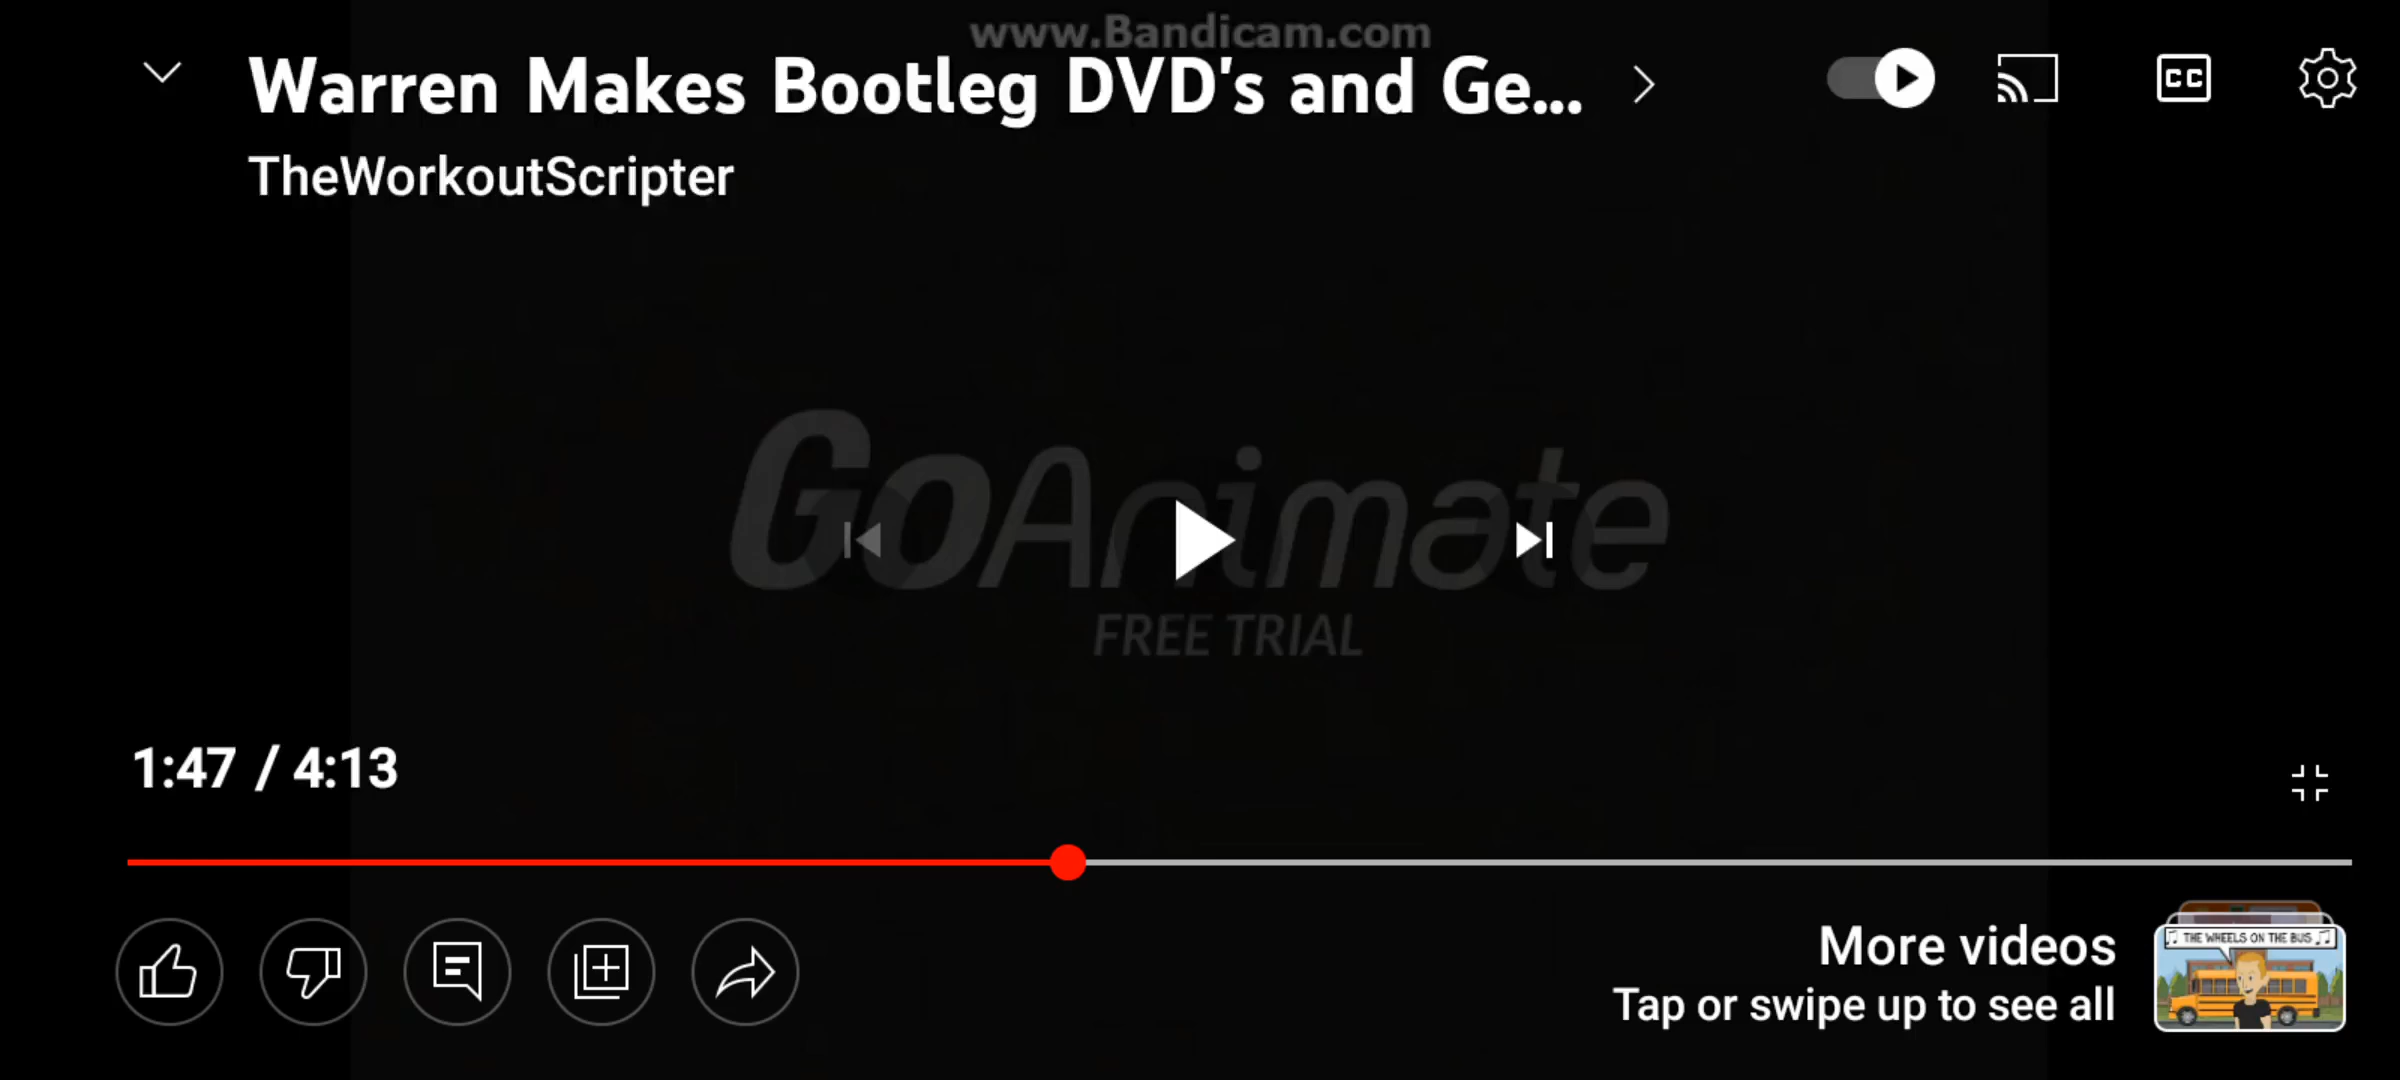 www.Bandicam.com
Warren Makes Bootleg DVD's and Ge...
TheWorkoutScripter
CC
GoAnimate
FREE TRIAL
1:47 / 4:13
More videos
Tap or swipe up to see all
♫ THE WHEELS ON THE BUS ♫